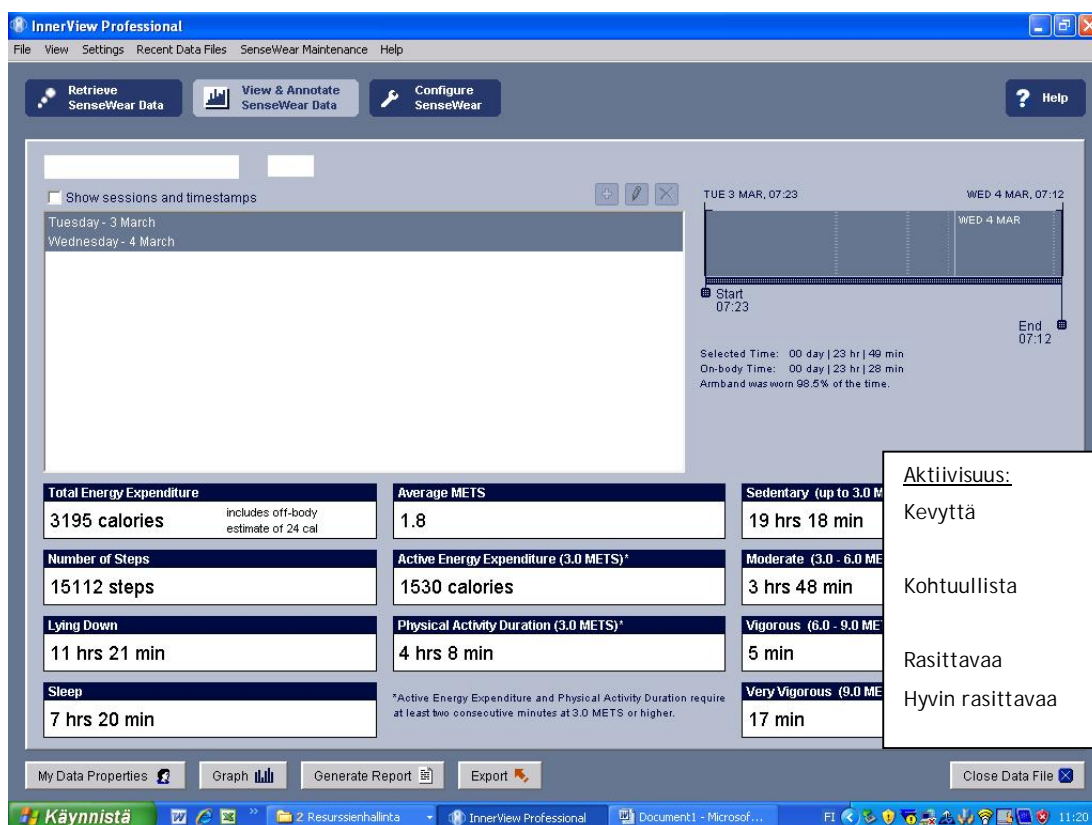 InnerView Professional
File View Settings Recent Data Files SenseWear Maintenance Help
Retrieve
SenseWear Data
View & Annotate
SenseWear Data
Configure
SenseWear
? Help
Show sessions and timestamps
Tuesday - 3 March
Wednesday - 4 March
TUE 3 MAR, 07:23
WED 4 MAR, 07:12
WED 4 MAR
Start
07:23
End
07:12
Selected Time: 00 day | 23 hr | 49 min
On-body Time: 00 day | 23 hr | 28 min
Armband was worn 98.5% of the time.
Total Energy Expenditure
3195 calories
includes off-body
estimate of 24 cal
Average METS
1.8
Sedentary (up to 3.0 M
19 hrs 18 min
Number of Steps
15112 steps
Active Energy Expenditure (3.0 METS)*
1530 calories
Moderate (3.0 - 6.0 ME
3 hrs 48 min
Lying Down
11 hrs 21 min
Physical Activity Duration (3.0 METS)*
4 hrs 8 min
Vigorous (6.0 - 9.0 ME
5 min
Sleep
7 hrs 20 min
*Active Energy Expenditure and Physical Activity Duration require
at least two consecutive minutes at 3.0 METS or higher.
Very Vigorous (9.0 ME
17 min
Aktiivisuus:
Kevyttä
Kohtuullista
Rasittavaa
Hyvin rasittavaa
My Data Properties
Graph
Generate Report
Export
Close Data File
Käynnistä
2 Resurssienhallinta
InnerView Professional
Document1 - Microsof...
FI
11:20